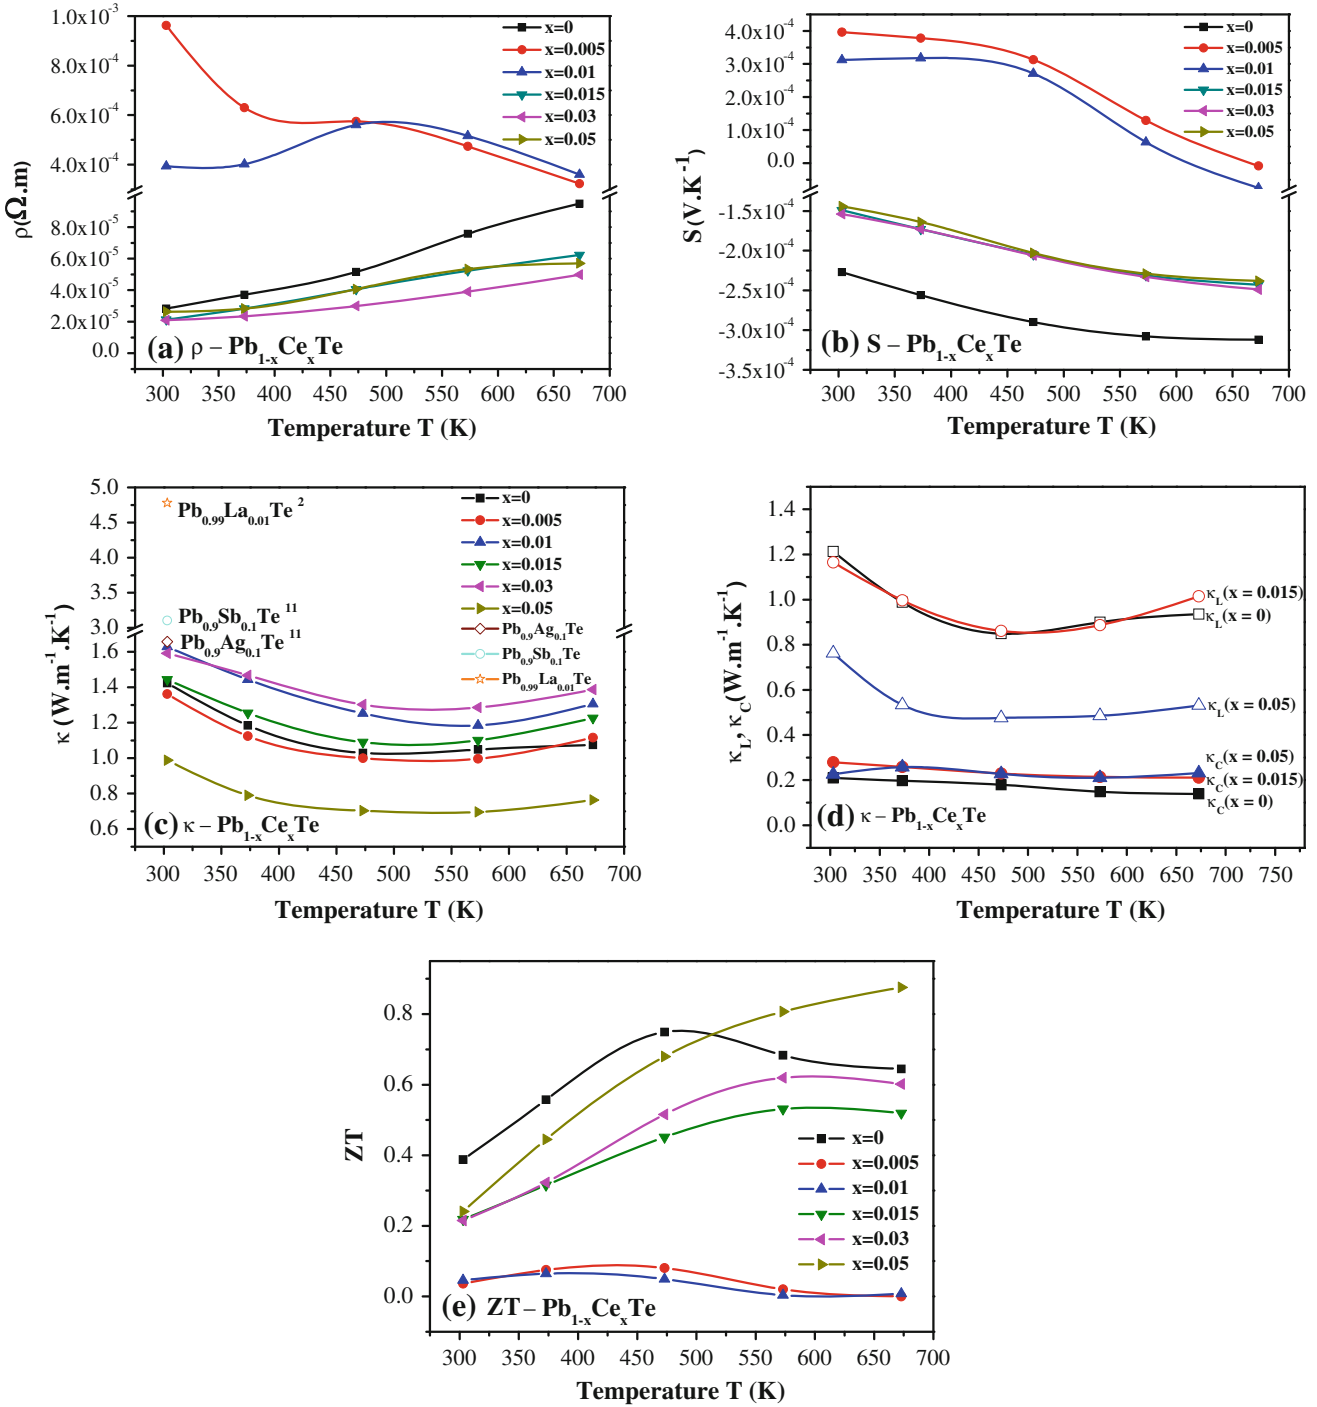 1.0x10⁻³
8.0x10⁻⁴
6.0x10⁻⁴
4.0x10⁻⁴
8.0x10⁻⁵
6.0x10⁻⁵
4.0x10⁻⁵
2.0x10⁻⁵
0.0
ρ(Ω.m)
x=0
x=0.005
x=0.01
x=0.015
x=0.03
x=0.05
(a) ρ – Pb₁₋ₓCeₓTe
300 350 400 450 500 550 600 650 700
Temperature T (K)
4.0x10⁻⁴
3.0x10⁻⁴
2.0x10⁻⁴
1.0x10⁻⁴
0.0
-1.5x10⁻⁴
-2.0x10⁻⁴
-2.5x10⁻⁴
-3.0x10⁻⁴
-3.5x10⁻⁴
S(V.K⁻¹)
x=0
x=0.005
x=0.01
x=0.015
x=0.03
x=0.05
(b) S – Pb₁₋ₓCeₓTe
300 350 400 450 500 550 600 650 700
Temperature T (K)
5.0
4.5
4.0
3.5
3.0
1.6
1.4
1.2
1.0
0.8
0.6
κ (W.m⁻¹.K⁻¹)
Pb₀.₉₉La₀.₀₁Te ²
Pb₀.₉Sb₀.₁Te ¹¹
Pb₀.₉Ag₀.₁Te ¹¹
x=0
x=0.005
x=0.01
x=0.015
x=0.03
x=0.05
Pb₀.₉Ag₀.₁Te
Pb₀.₉Sb₀.₁Te
Pb₀.₉₉La₀.₀₁Te
(c) κ – Pb₁₋ₓCeₓTe
300 350 400 450 500 550 600 650 700
Temperature T (K)
1.4
1.2
1.0
0.8
0.6
0.4
0.2
0.0
κ_L, κ_C(W.m⁻¹.K⁻¹)
κ_L(x = 0.015)
κ_L(x = 0)
κ_L(x = 0.05)
κ_C(x = 0.05)
κ_C(x = 0.015)
κ_C(x = 0)
(d) κ – Pb₁₋ₓCeₓTe
300 350 400 450 500 550 600 650 700 750
Temperature T (K)
0.8
0.6
0.4
0.2
0.0
ZT
x=0
x=0.005
x=0.01
x=0.015
x=0.03
x=0.05
(e) ZT – Pb₁₋ₓCeₓTe
300 350 400 450 500 550 600 650 700
Temperature T (K)